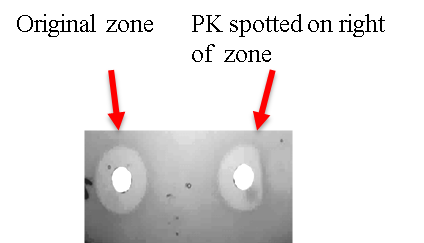 Original zone
PK spotted on right
of zone